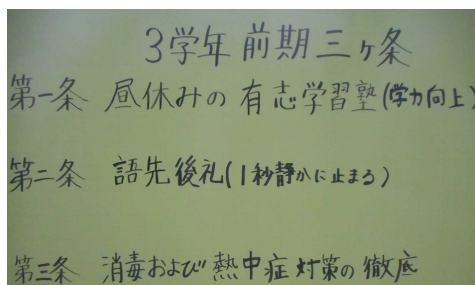 3学年 前期 三ヶ条
第一条 昼休みの 有志学習塾(学力向上)
第二条 語先後礼(1秒静かに止まる)
第三条 消毒および 熱中症 対策の 徹底